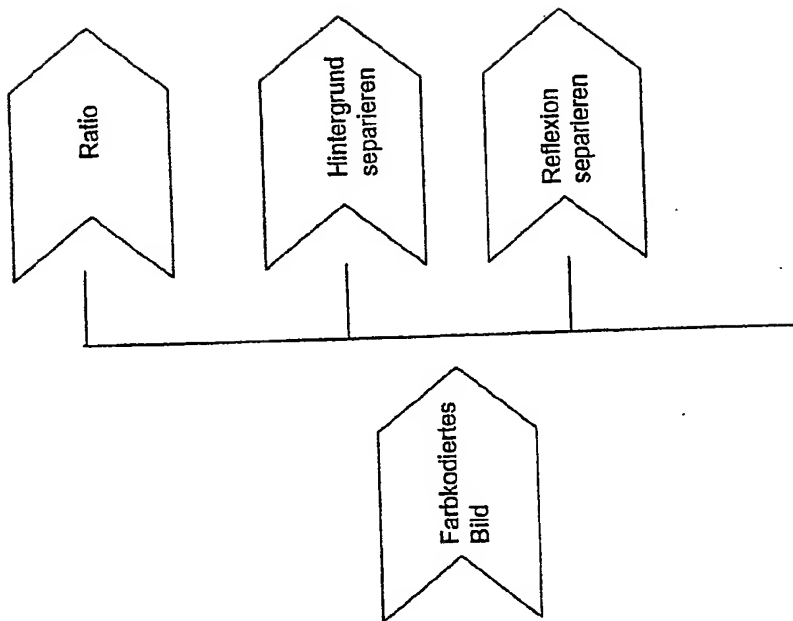 Farbkodiertes
Bild
Ratio
Hintergrund
separieren
Reflexion
separieren